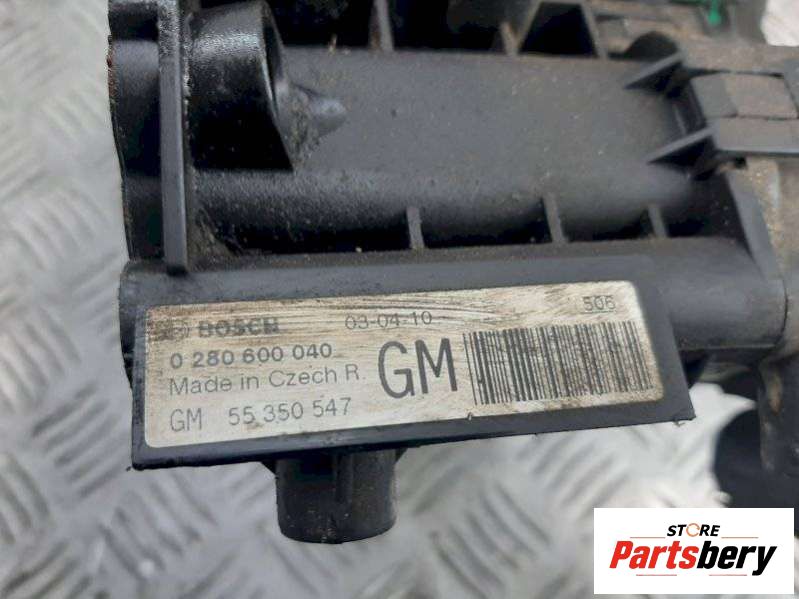 BOSCH 03-04-10 506
0 280 600 040
Made in Czech R. GM
GM 55 350 547
STORE
Partsbery